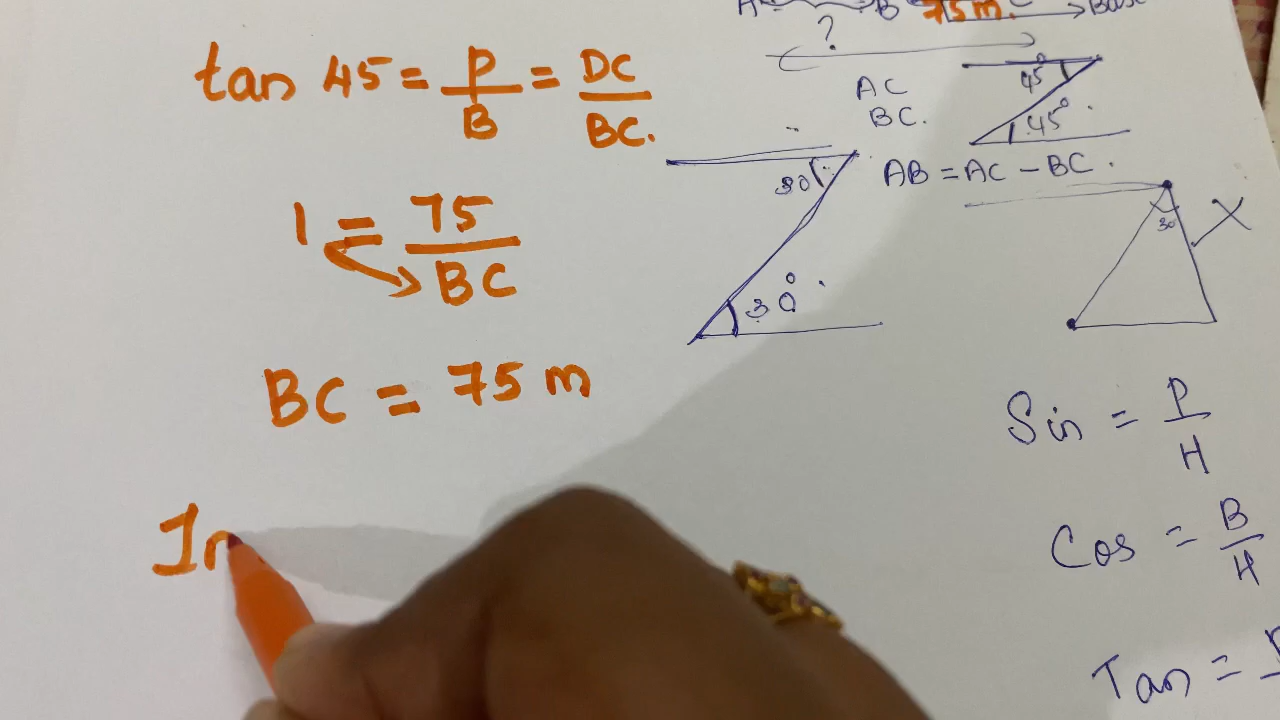 A B 75 m.
?
tan 45 = P/B = DC/BC.
AC
BC.
45°
45°
AB = AC - BC.
30
30°
30
X
1 = 75/BC
BC = 75 m
Sin = P/H
Cos = B/H
Tan =
In